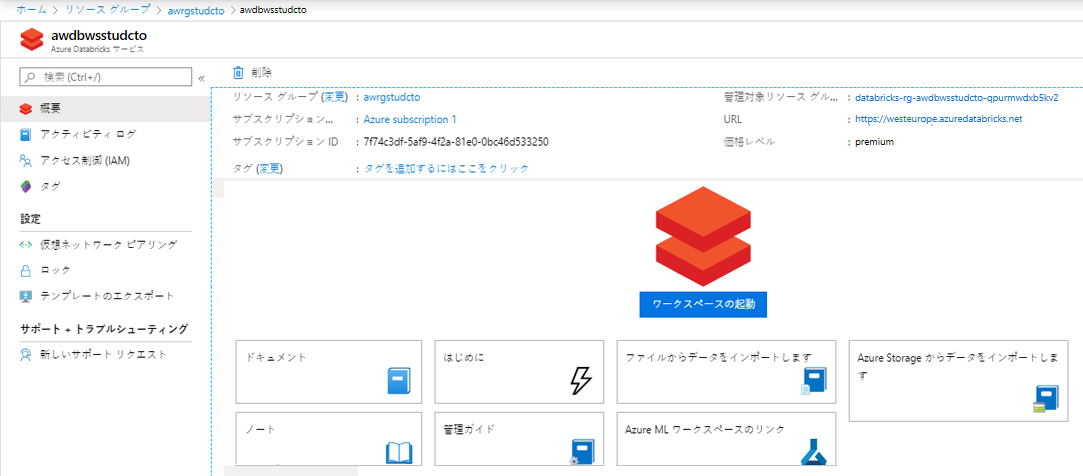 ホーム > リソース グループ > awrgstudcto > awdbwsstudcto
awdbwsstudcto
Azure Databricks サービス
検索 (Ctrl+/)
«
概要
アクティビティ ログ
アクセス制御 (IAM)
タグ
設定
仮想ネットワーク ピアリング
ロック
テンプレートのエクスポート
サポート + トラブルシューティング
新しいサポート リクエスト
削除
リソース グループ (変更) : awrgstudcto
サブスクリプション... : Azure subscription 1
サブスクリプション ID : 7f74c3df-5af9-4f2a-81e0-0bc46d533250
タグ (変更) : タグを追加するにはここをクリック
管理対象リソース グル... : databricks-rg-awdbwsstudcto-qpurmwdxb5kv2
URL : https://westeurope.azuredatabricks.net
価格レベル : premium
ワークスペースの起動
ドキュメント
はじめに
ファイルからデータをインポートします
Azure Storage からデータをインポートしま
す
ノート
管理ガイド
Azure ML ワークスペースのリンク